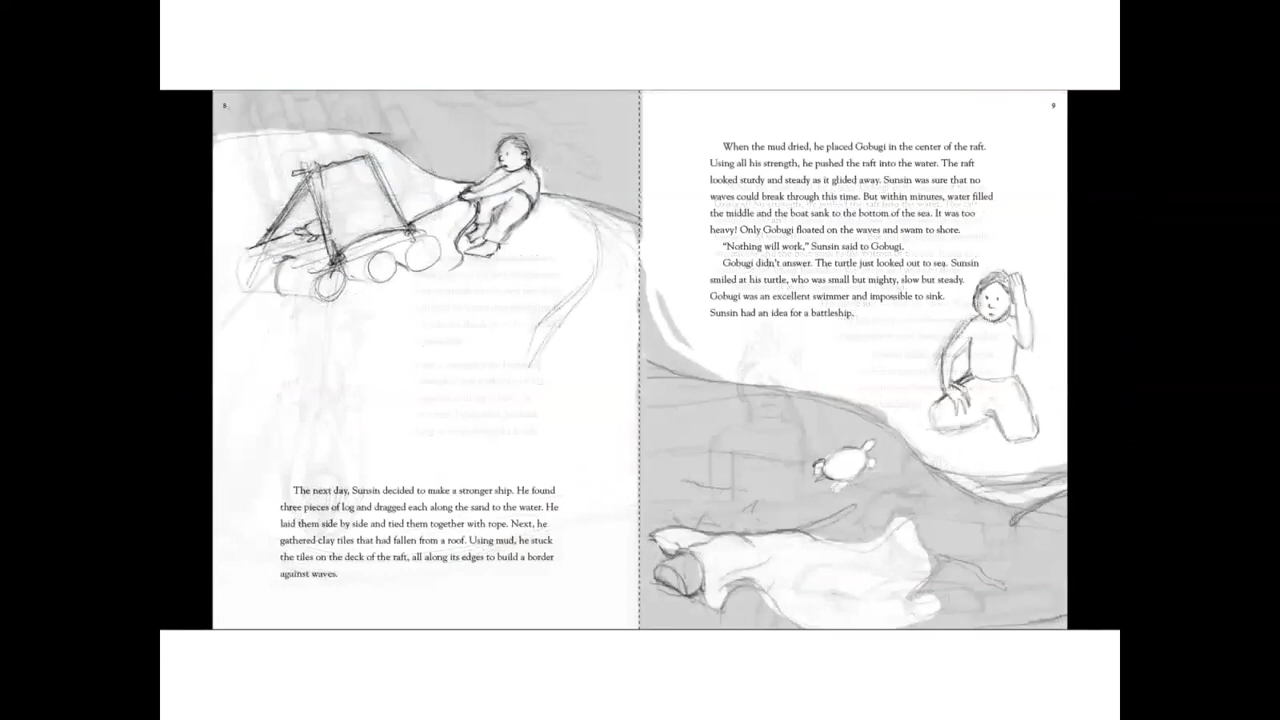 8
The next day, Sunsin decided to make a stronger ship. He found
three pieces of log and dragged each along the sand to the water. He
laid them side by side and tied them together with rope. Next, he
gathered clay tiles that had fallen from a roof. Using mud, he stuck
the tiles on the deck of the raft, all along its edges to build a border
against waves.
9
When the mud dried, he placed Gobugi in the center of the raft.
Using all his strength, he pushed the raft into the water. The raft
looked sturdy and steady as it glided away. Sunsin was sure that no
waves could break through this time. But within minures, water filled
the middle and the boat sank to the bottom of the sea. It was too
heavy! Only Gobugi floated on the waves and swam to shore.
“Nothing will work,” Sunsin said to Gobugi.
Gobugi didn’t answer. The turtle just looked out to sea. Sunsin
smiled at his turtle, who was small but mighty, slow but steady.
Gobugi was an excellent swimmer and impossible to sink.
Sunsin had an idea for a battleship.